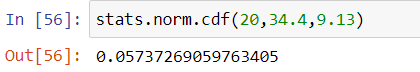 In [56]: stats.norm.cdf(20,34.4,9.13)
Out[56]: 0.05737269059763405